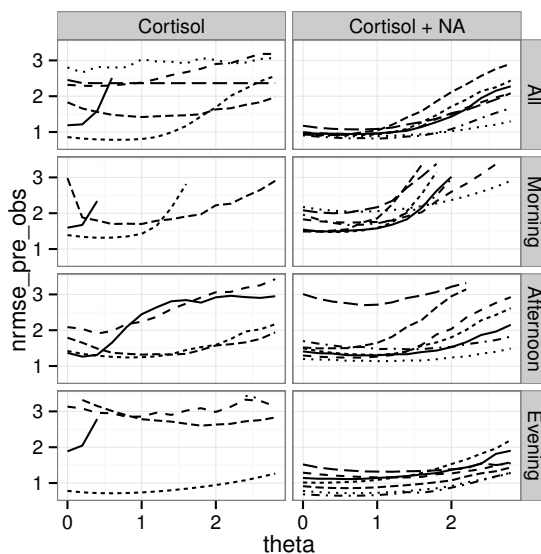 Cortisol
Cortisol + NA
3
2
1
All
3
2
1
Morning
3
2
1
Afternoon
3
2
1
Evening
nrmse_pre_obs
0
1
2
0
1
2
theta